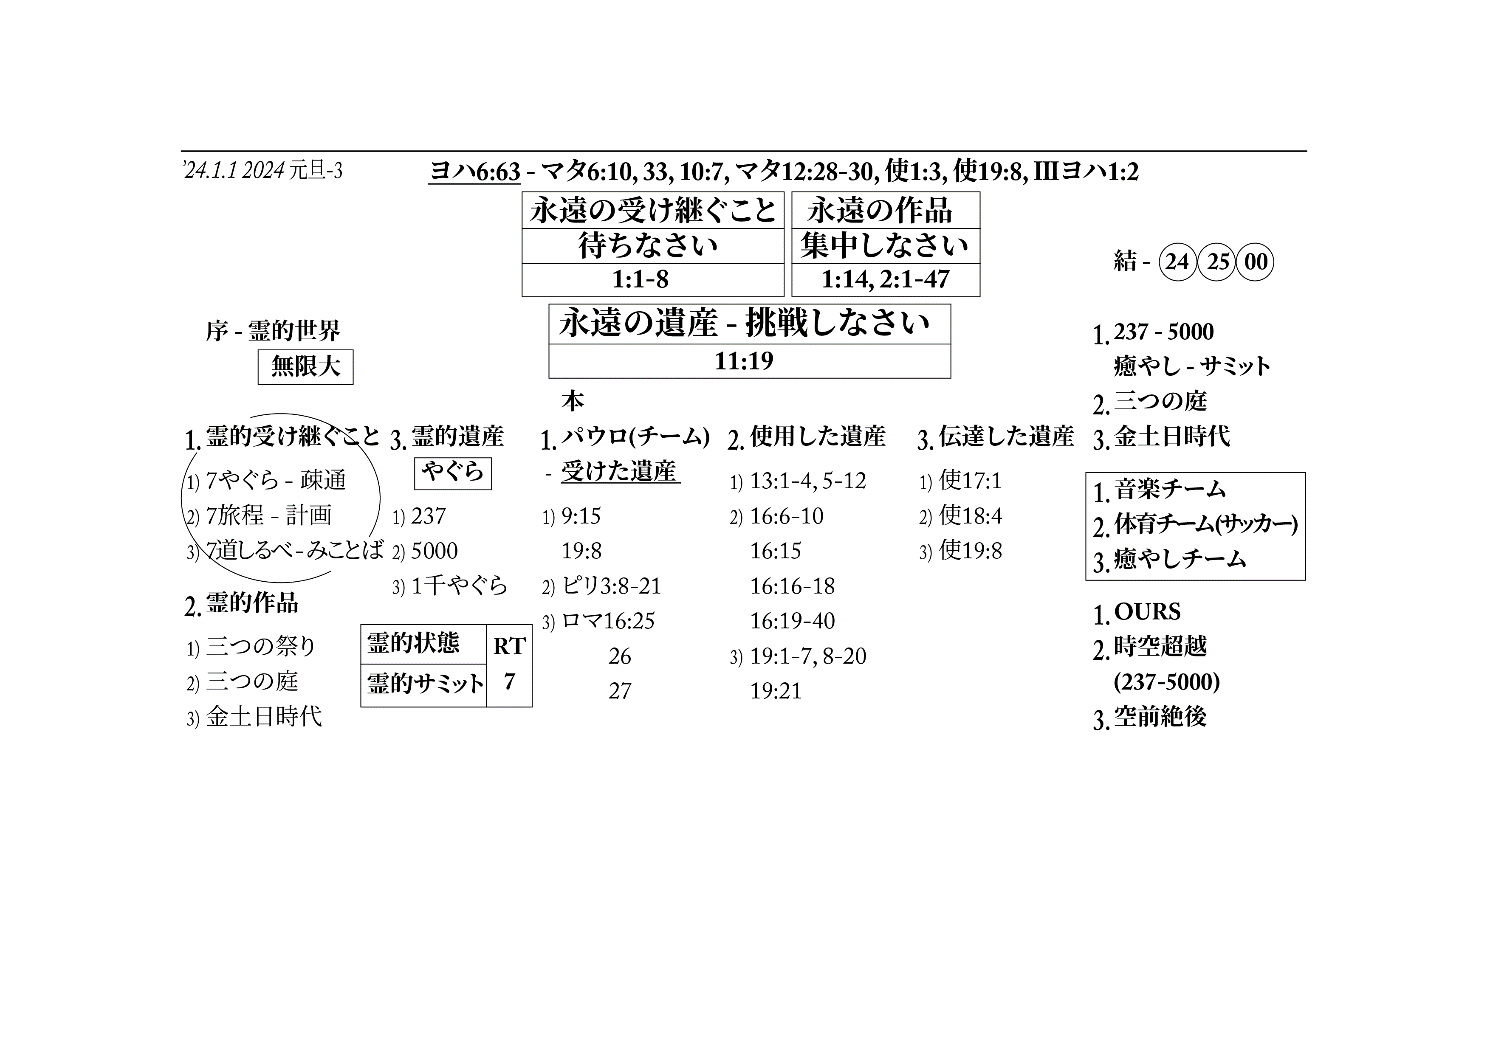 '24.1.1 2024 元旦-3
ヨハ6:63 - マタ6:10, 33, 10:7, マタ12:28-30, 使1:3, 使19:8, IIIヨハ1:2
永遠の受け継ぐこと
待ちなさい
1:1-8
永遠の作品
集中しなさい
1:14, 2:1-47
永遠の遺産 - 挑戦しなさい
11:19
序 - 霊的世界
無限大
1. 霊的受け継ぐこと
1) 7やぐら - 疎通
2) 7旅程 - 計画
3) 7道しるべ - みことば
2. 霊的作品
1) 三つの祭り
2) 三つの庭
3) 金土日時代
3. 霊的遺産
やぐら
1) 237
2) 5000
3) 1千やぐら
霊的状態
霊的サミット
RT
7
本
1. パウロ(チーム)
- 受けた遺産
1) 9:15
19:8
2) ピリ3:8-21
3) ロマ16:25
26
27
2. 使用した遺産
1) 13:1-4, 5-12
2) 16:6-10
16:15
16:16-18
16:19-40
3) 19:1-7, 8-20
19:21
3. 伝達した遺産
1) 使17:1
2) 使18:4
3) 使19:8
結 - 24 25 00
1. 237 - 5000
癒やし - サミット
2. 三つの庭
3. 金土日時代
1. 音楽チーム
2. 体育チーム(サッカー)
3. 癒やしチーム
1. OURS
2. 時空超越
(237-5000)
3. 空前絶後